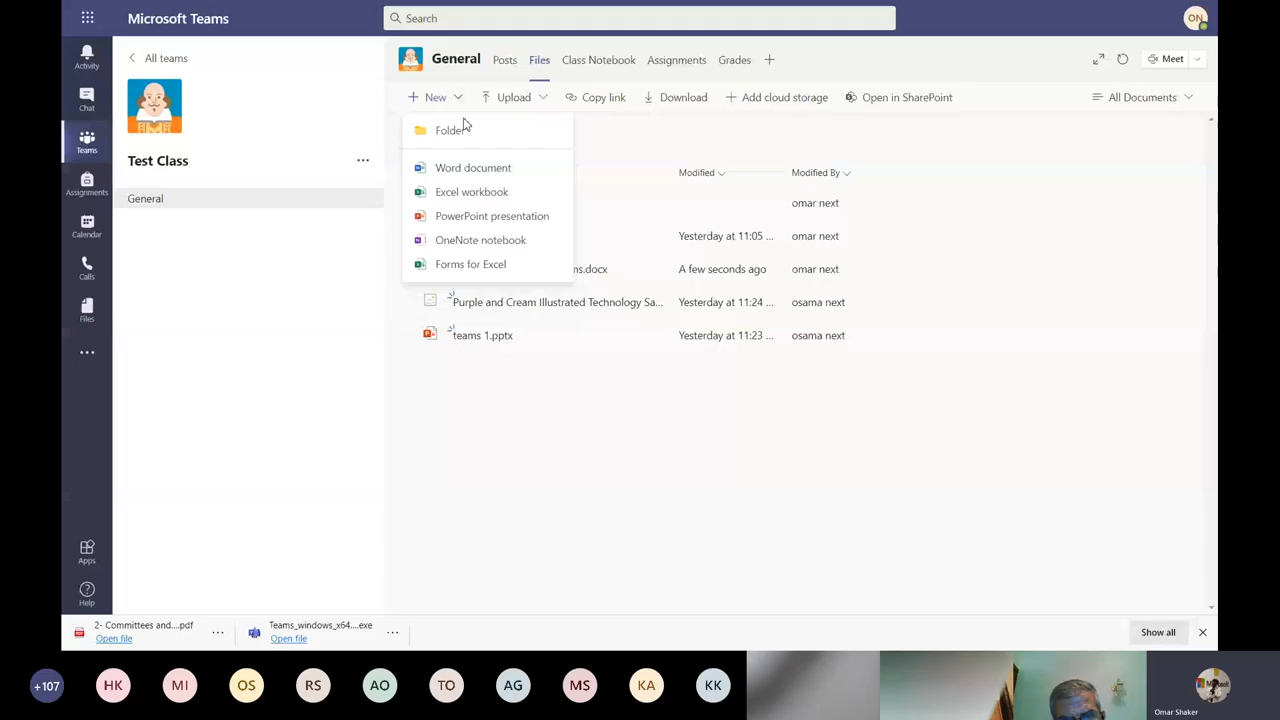 Microsoft Teams
Search
ON
Activity
Chat
Teams
Assignments
Calendar
Calls
Files
Apps
Help
All teams
Test Class
General
General Posts Files Class Notebook Assignments Grades
Meet
New Upload Copy link Download Add cloud storage Open in SharePoint All Documents
Folder
Word document
Excel workbook
PowerPoint presentation
OneNote notebook
Forms for Excel
Modified Modified By
omar next
Yesterday at 11:05 ... omar next
ms.docx A few seconds ago omar next
Purple and Cream Illustrated Technology Sa... Yesterday at 11:24 ... osama next
teams 1.pptx Yesterday at 11:23 ... osama next
2- Committees and....pdf
Open file
Teams_windows_x64....exe
Open file
Show all
+107 HK MI OS RS AO TO AG MS KA KK
Omar Shaker